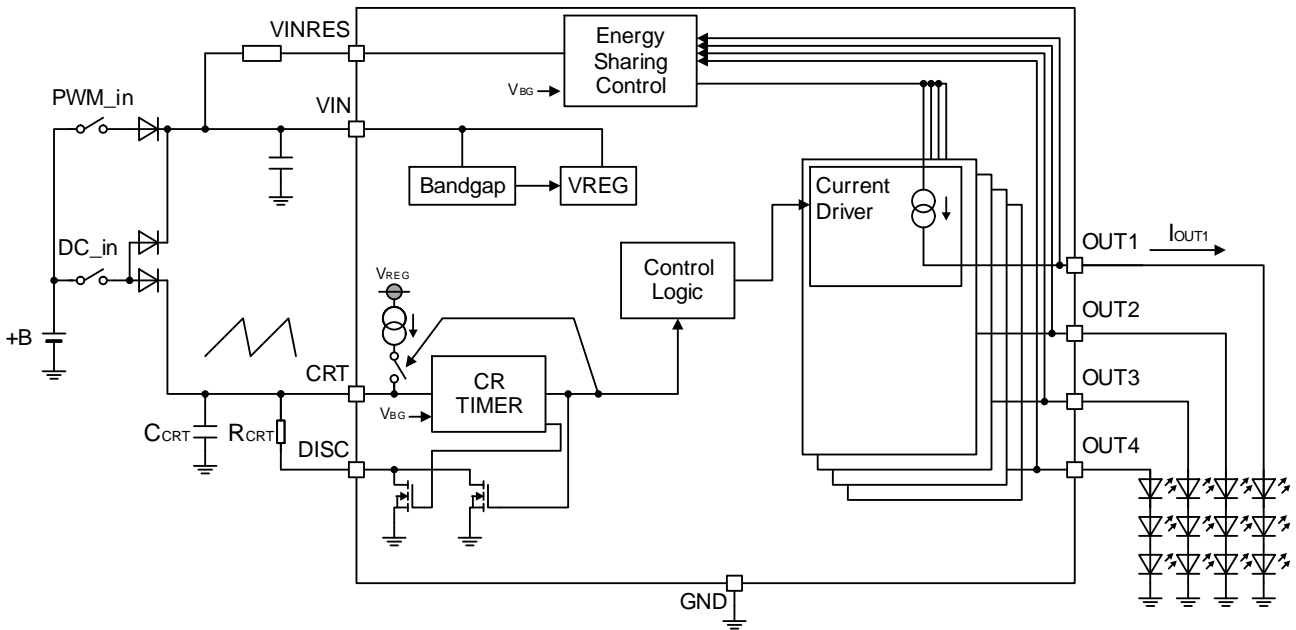 VINRES
Energy
Sharing
Control
VBG
PWM_in
VIN
Bandgap
VREG
Current
Driver
DC_in
OUT1
IOUT1
Control
Logic
VREG
OUT2
+B
CRT
CR
TIMER
OUT3
VBG
CCRT
RCRT
DISC
OUT4
GND